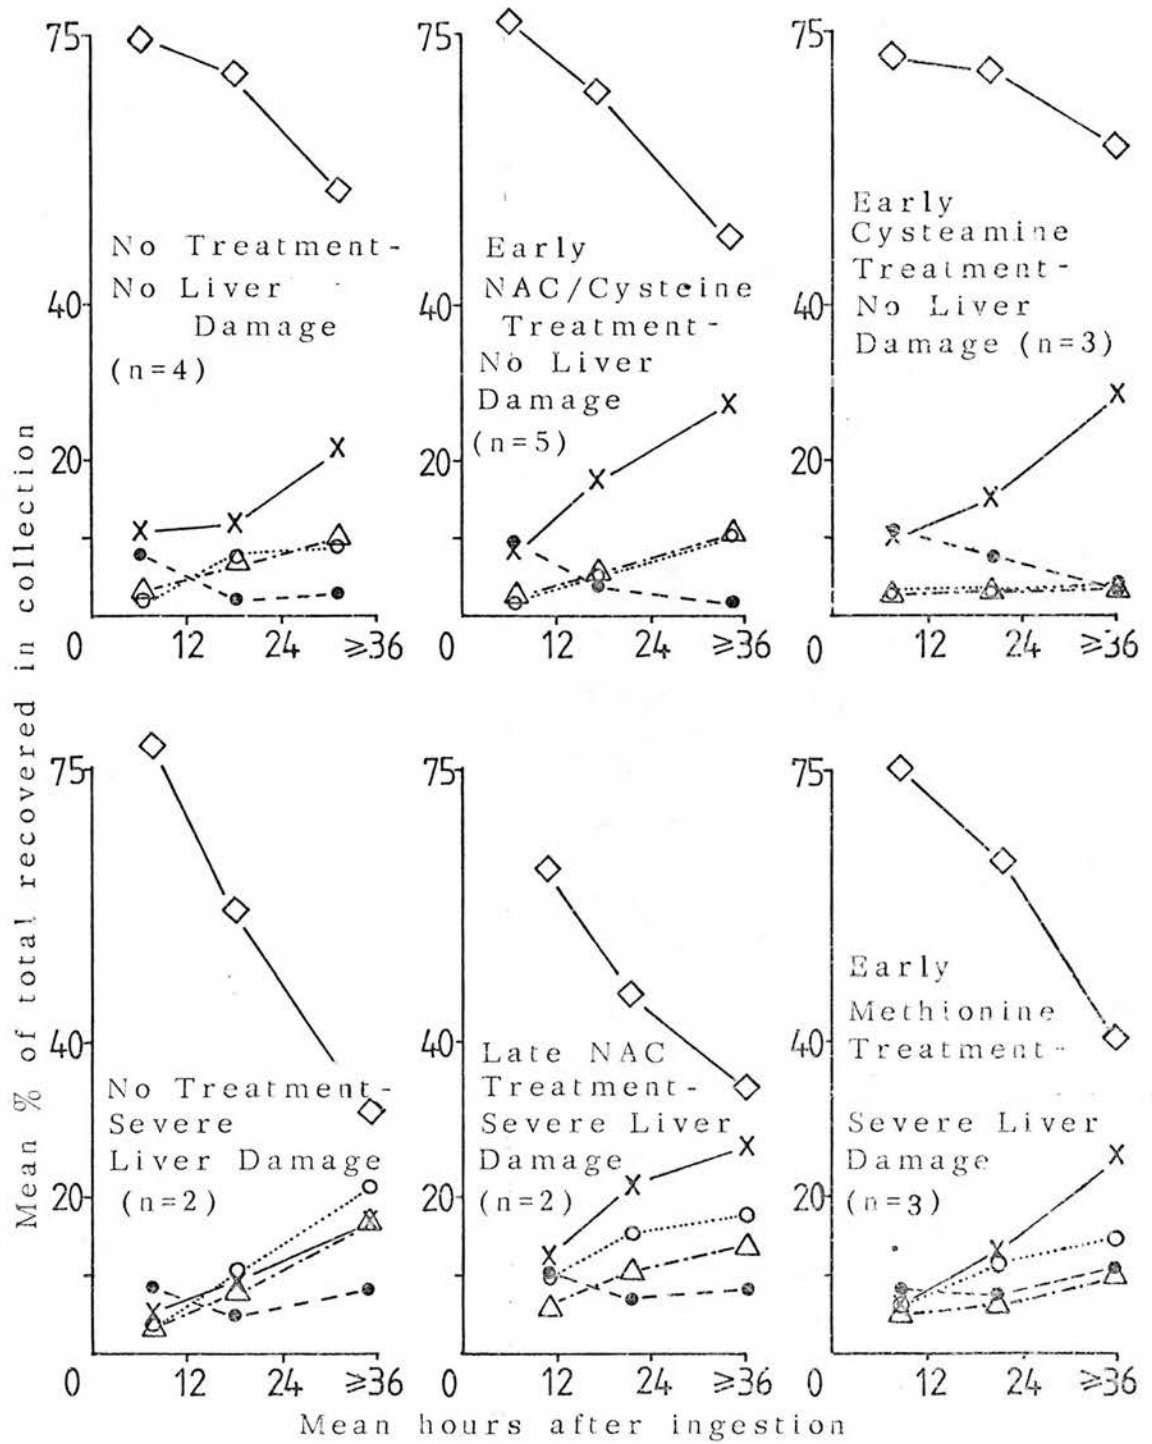 Mean % of total recovered in collection
75
40
20
0
12
24
≥36
No Treatment-
No Liver
Damage
(n=4)
75
40
20
0
12
24
≥36
Early
NAC/Cysteine
Treatment-
No Liver
Damage
(n=5)
75
40
20
0
12
24
≥36
Early
Cysteamine
Treatment-
No Liver
Damage (n=3)
75
40
20
0
12
24
≥36
No Treatment-
Severe
Liver Damage
(n=2)
75
40
20
0
12
24
≥36
Late NAC
Treatment-
Severe Liver
Damage
(n=2)
75
40
20
0
12
24
≥36
Early
Methionine
Treatment-
Severe Liver
Damage
(n=3)
Mean hours after ingestion